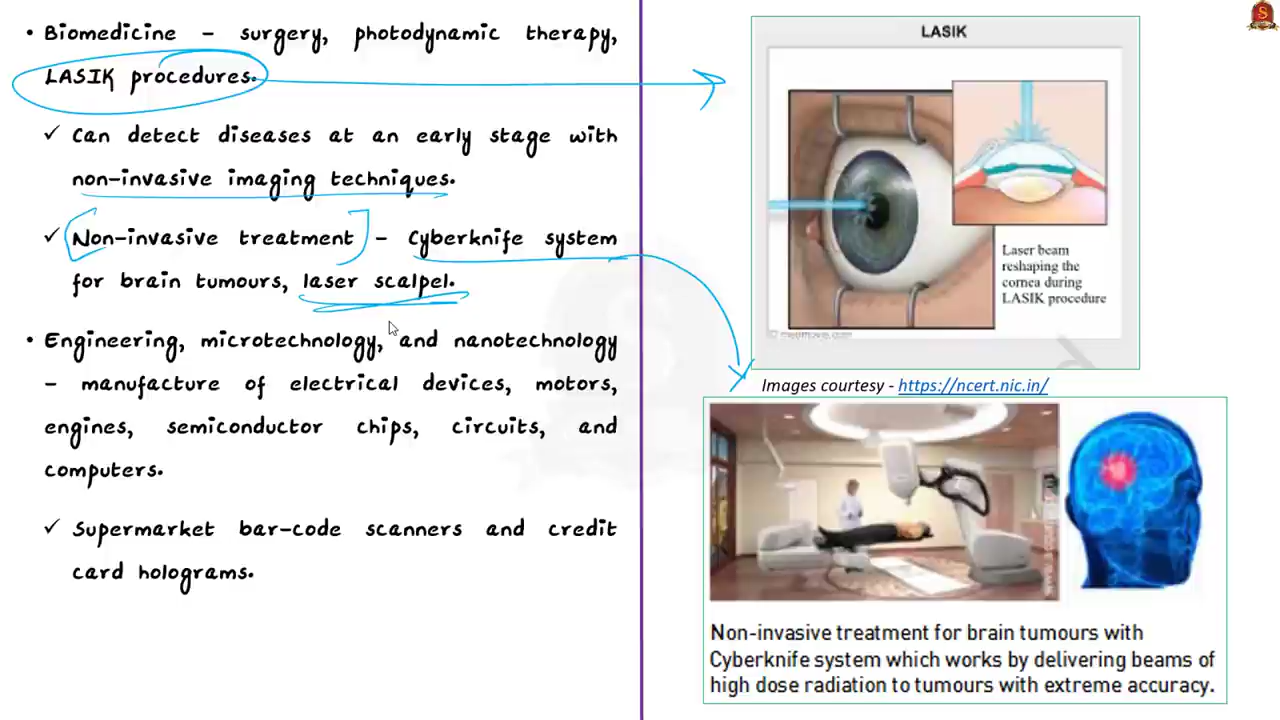 • Biomedicine – surgery, photodynamic therapy,
LASIK procedures.
✓ Can detect diseases at an early stage with
non-invasive imaging techniques.
✓ Non-invasive treatment – Cyberknife system
for brain tumours, laser scalpel.
• Engineering, microtechnology, and nanotechnology
– manufacture of electrical devices, motors,
engines, semiconductor chips, circuits, and
computers.
✓ Supermarket bar-code scanners and credit
card holograms.
LASIK
Laser beam
reshaping the
cornea during
LASIK procedure
Images courtesy - https://ncert.nic.in/
Non-invasive treatment for brain tumours with
Cyberknife system which works by delivering beams of
high dose radiation to tumours with extreme accuracy.